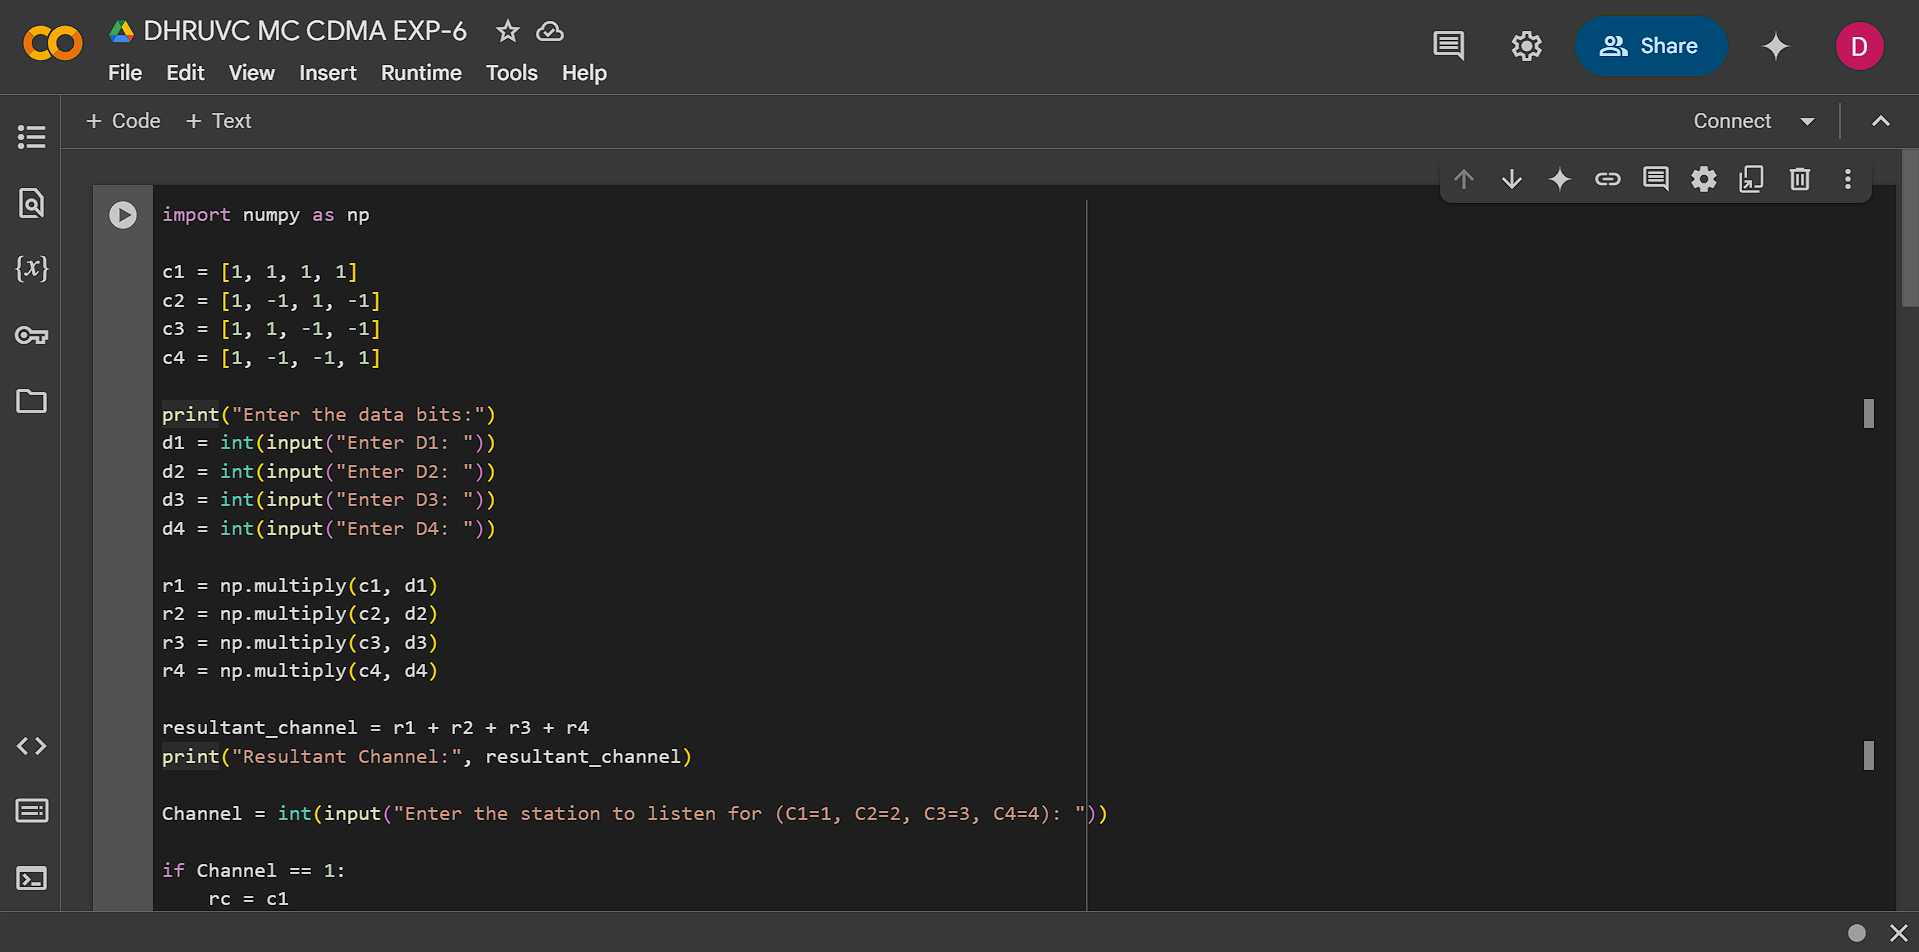 DHRUVC MC CDMA EXP-6
File Edit View Insert Runtime Tools Help
Share
D
+ Code + Text
Connect
{x}
import numpy as np
c1 = [1, 1, 1, 1]
c2 = [1, -1, 1, -1]
c3 = [1, 1, -1, -1]
c4 = [1, -1, -1, 1]
print("Enter the data bits:")
d1 = int(input("Enter D1: "))
d2 = int(input("Enter D2: "))
d3 = int(input("Enter D3: "))
d4 = int(input("Enter D4: "))
r1 = np.multiply(c1, d1)
r2 = np.multiply(c2, d2)
r3 = np.multiply(c3, d3)
r4 = np.multiply(c4, d4)
resultant_channel = r1 + r2 + r3 + r4
print("Resultant Channel:", resultant_channel)
Channel = int(input("Enter the station to listen for (C1=1, C2=2, C3=3, C4=4): "))
if Channel == 1:
    rc = c1